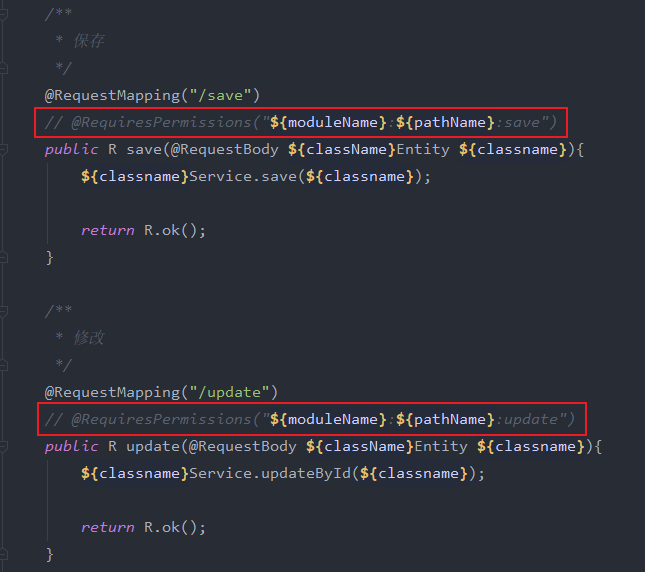 /**
* 保存
*/
@RequestMapping("/save")
// @RequiresPermissions("${moduleName}:${pathName}:save")
public R save(@RequestBody ${className}Entity ${classname}){
${classname}Service.save(${classname});
return R.ok();
}
/**
* 修改
*/
@RequestMapping("/update")
// @RequiresPermissions("${moduleName}:${pathName}:update")
public R update(@RequestBody ${className}Entity ${classname}){
${classname}Service.updateById(${classname});
return R.ok();
}